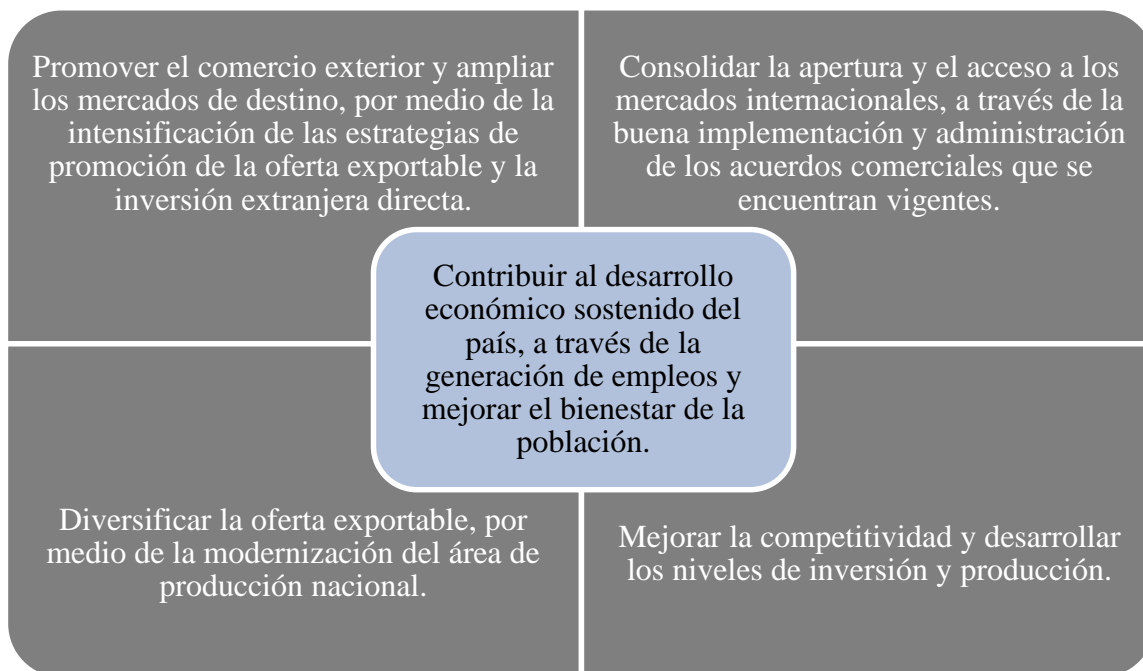 Promover el comercio exterior y ampliar
los mercados de destino, por medio de la
intensificación de las estrategias de
promoción de la oferta exportable y la
inversión extranjera directa.
Consolidar la apertura y el acceso a los
mercados internacionales, a través de la
buena implementación y administración
de los acuerdos comerciales que se
encuentran vigentes.
Contribuir al desarrollo
económico sostenido del
país, a través de la
generación de empleos y
mejorar el bienestar de la
población.
Diversificar la oferta exportable, por
medio de la modernización del área de
producción nacional.
Mejorar la competitividad y desarrollar
los niveles de inversión y producción.